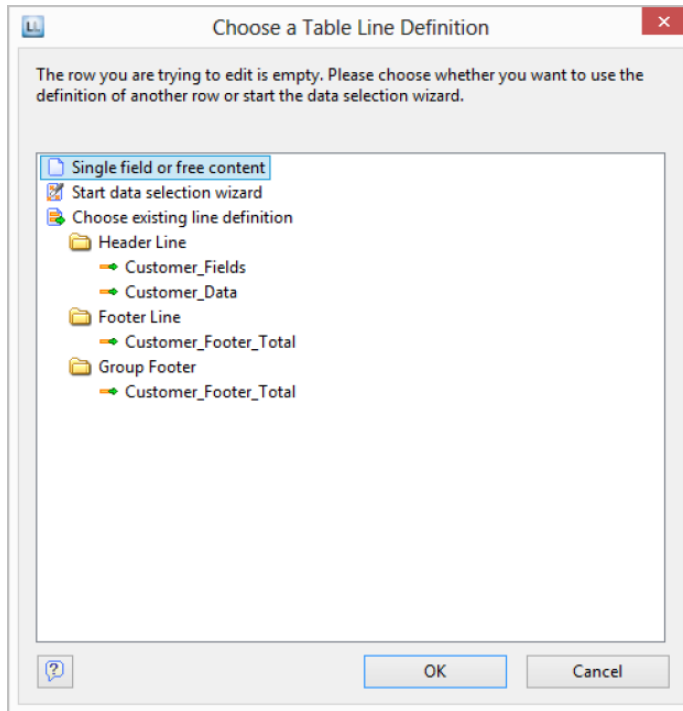 LL
Choose a Table Line Definition
The row you are trying to edit is empty. Please choose whether you want to use the
definition of another row or start the data selection wizard.
Single field or free content
Start data selection wizard
Choose existing line definition
Header Line
Customer_Fields
Customer_Data
Footer Line
Customer_Footer_Total
Group Footer
Customer_Footer_Total
?
OK Cancel